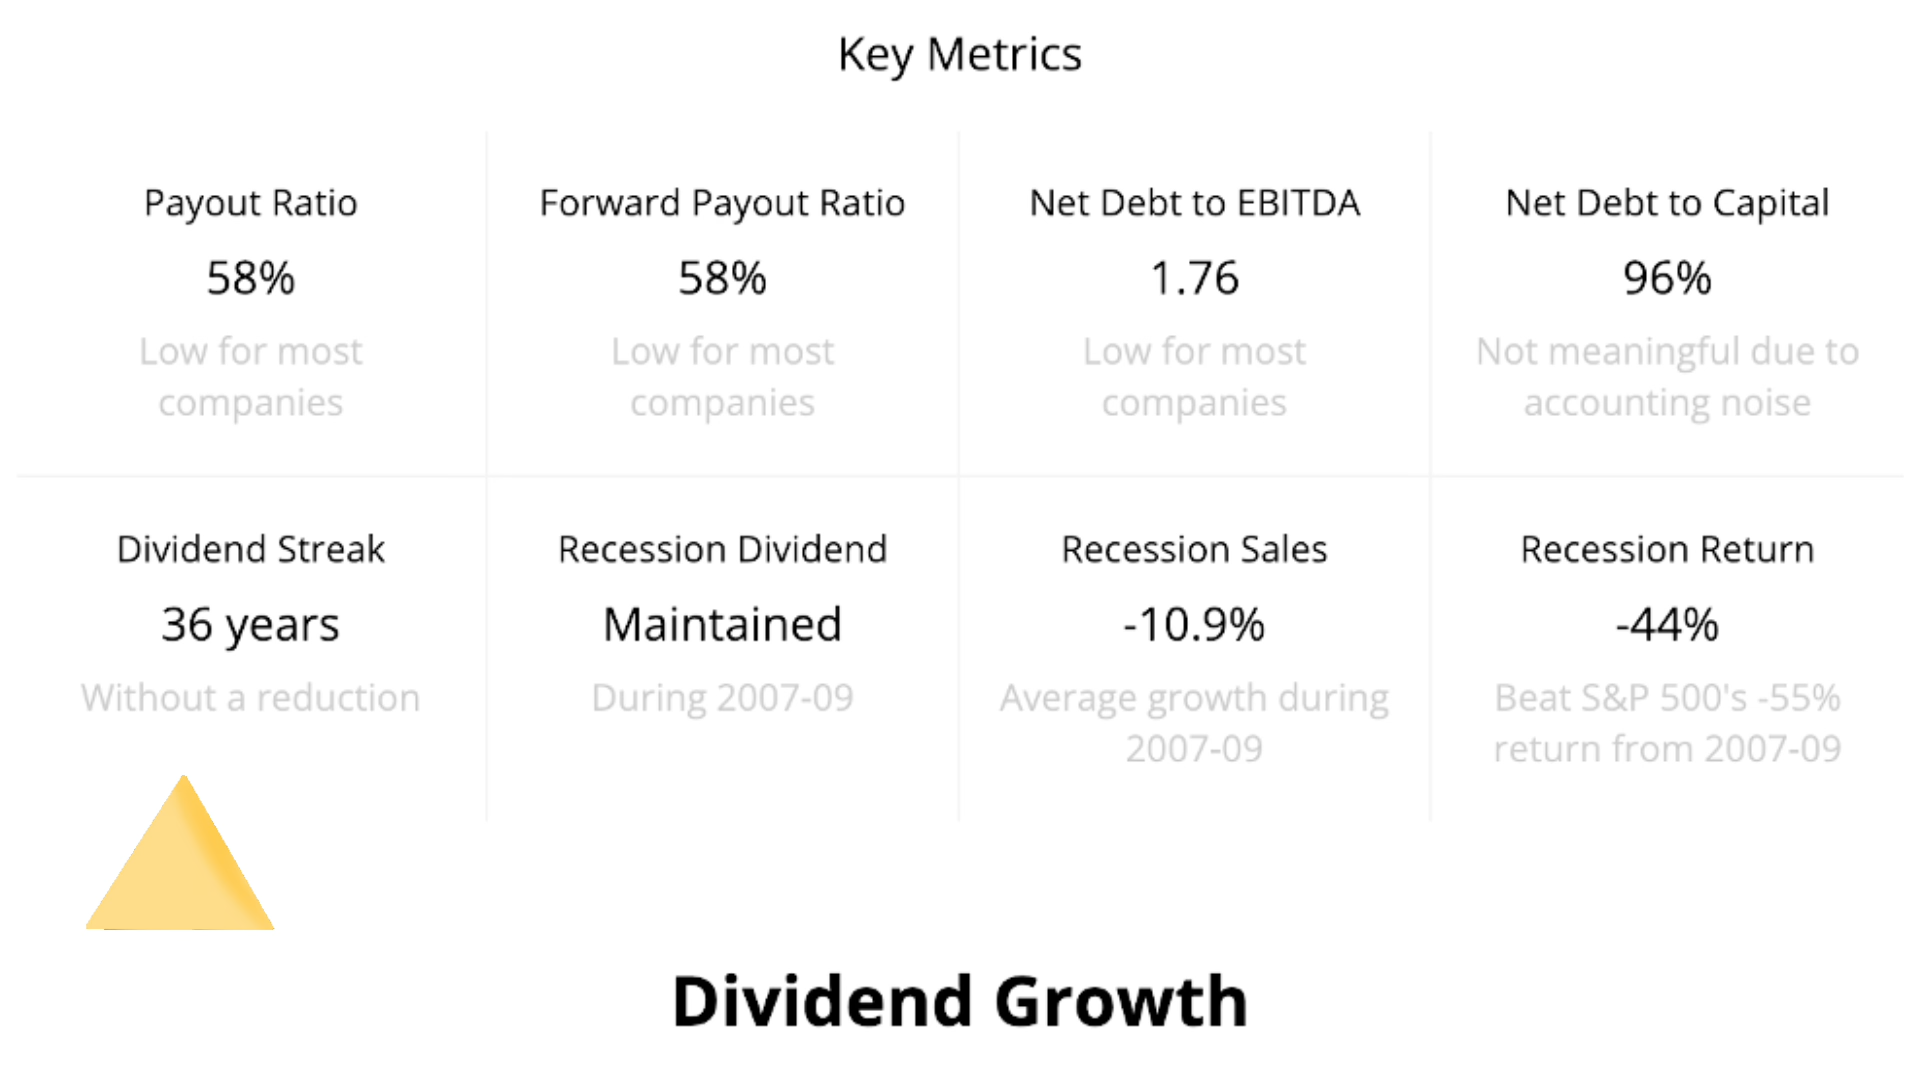 Key Metrics
Payout Ratio
58%
Low for most
companies
Forward Payout Ratio
58%
Low for most
companies
Net Debt to EBITDA
1.76
Low for most
companies
Net Debt to Capital
96%
Not meaningful due to
accounting noise
Dividend Streak
36 years
Without a reduction
Recession Dividend
Maintained
During 2007-09
Recession Sales
-10.9%
Average growth during
2007-09
Recession Return
-44%
Beat S&P 500's -55%
return from 2007-09
Dividend Growth